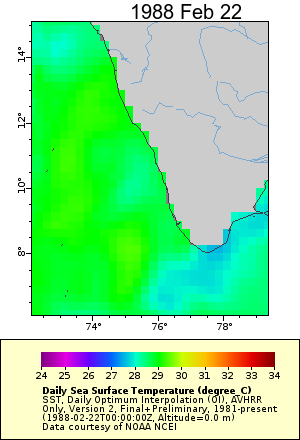 1988 Feb 22
14°
12°
10°
8°
74°
76°
78°
24 25 26 27 28 29 30 31 32 33 34
Daily Sea Surface Temperature (degree_C)
SST, Daily Optimum Interpolation (OI), AVHRR
Only, Version 2, Final+Preliminary, 1981-present
(1988-02-22T00:00:00Z, Altitude=0.0 m)
Data courtesy of NOAA NCEI